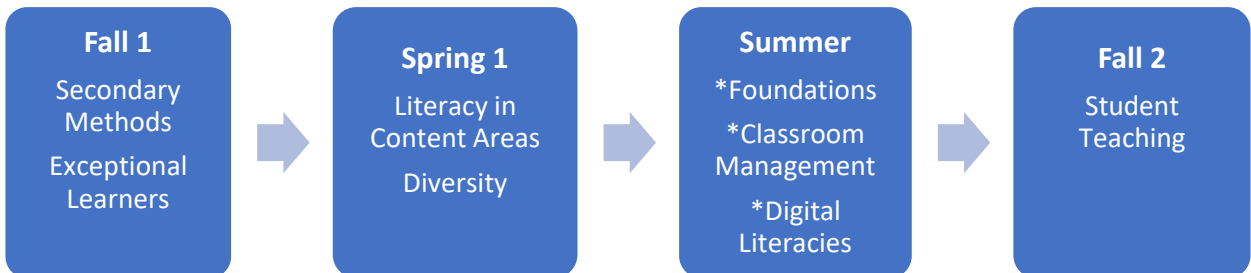 Fall 1
Secondary
Methods
Exceptional
Learners
Spring 1
Literacy in
Content Areas
Diversity
Summer
*Foundations
*Classroom
Management
*Digital
Literacies
Fall 2
Student
Teaching